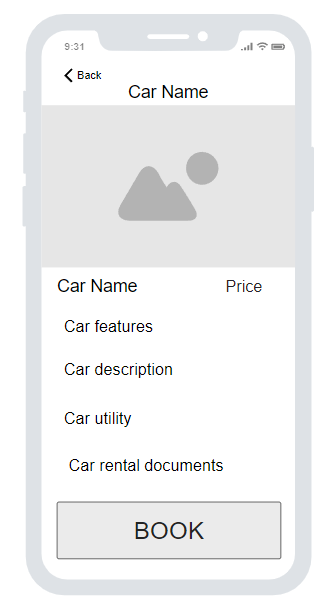 9:31
Back
Car Name
Car Name Price
Car features
Car description
Car utility
Car rental documents
BOOK